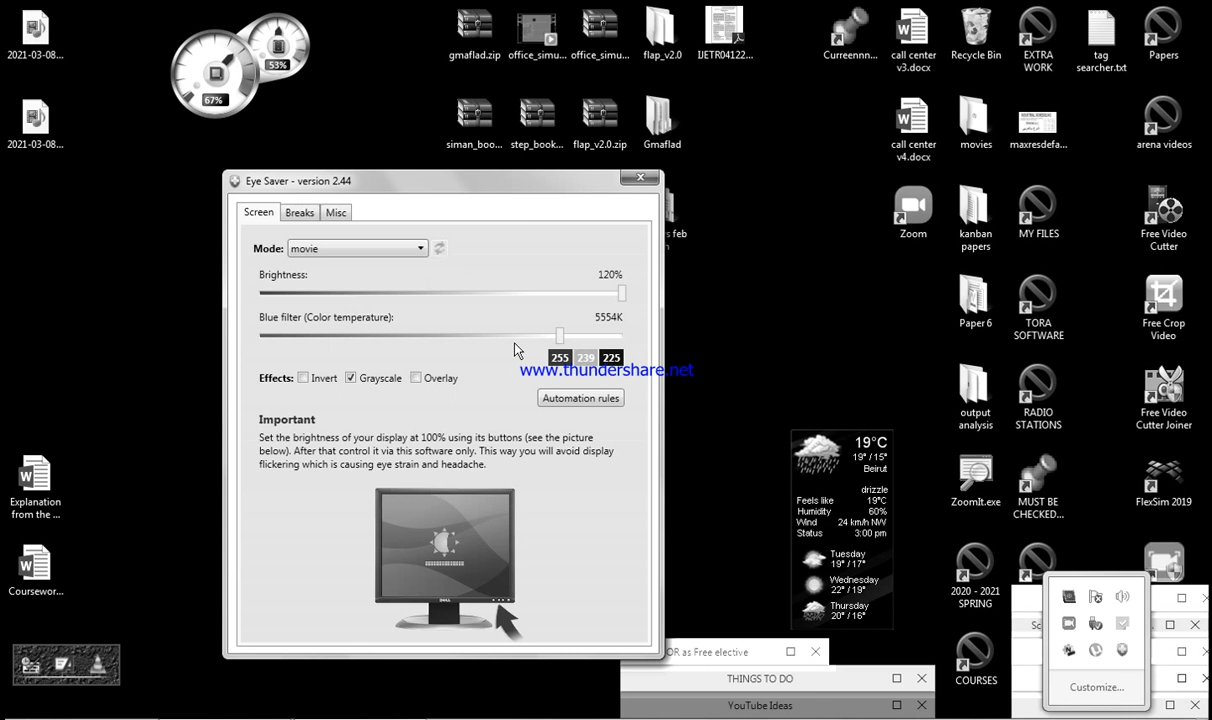 2021-03-08...
53%
67%
gmaflad.zip
office_simu...
office_simu...
flap_v2.0
IJETR04122...
Curreennn...
call center
v3.docx
Recycle Bin
EXTRA
WORK
tag
searcher.txt
Papers
2021-03-08...
siman_boo...
step_book...
flap_v2.0.zip
Gmaflad
call center
v4.docx
movies
maxresdefa...
arena videos
Eye Saver - version 2.44
Screen
Breaks
Misc
Mode:
movie
Brightness:
120%
Blue filter (Color temperature):
5554K
255
239
225
www.thundershare.net
Effects:
Invert
Grayscale
Overlay
Automation rules
Important
Set the brightness of your display at 100% using its buttons (see the picture
below). After that control it via this software only. This way you will avoid display
flickering which is causing eye strain and headache.
DELL
s feb
Zoom
kanban
papers
MY FILES
Free Video
Cutter
Paper 6
TORA
SOFTWARE
Free Crop
Video
output
analysis
RADIO
STATIONS
Free Video
Cutter Joiner
19°C
19° / 15°
Beirut
drizzle
Feels like 19°C
Humidity 60%
Wind 24 km/h NW
Status 3:00 pm
Tuesday
19° / 17°
Wednesday
22° / 19°
Thursday
20° / 16°
Explanation
from the ...
ZoomIt.exe
MUST BE
CHECKED...
FlexSim 2019
Coursewor...
2020 - 2021
SPRING
COURSES
Customize...
OR as Free elective
THINGS TO DO
YouTube Ideas